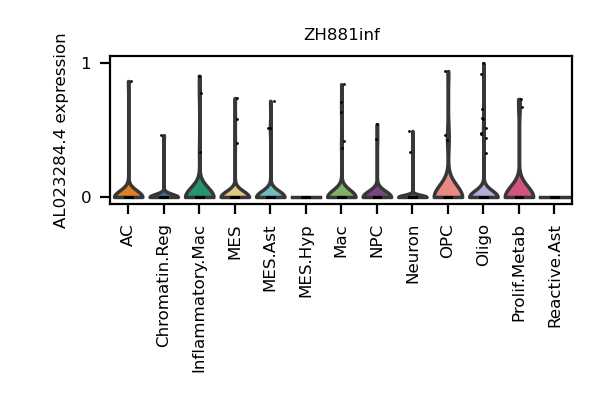 ZH881inf
AL023284.4 expression
1
0
AC
Chromatin.Reg
Inflammatory.Mac
MES
MES.Ast
MES.Hyp
Mac
NPC
Neuron
OPC
Oligo
Prolif.Metab
Reactive.Ast